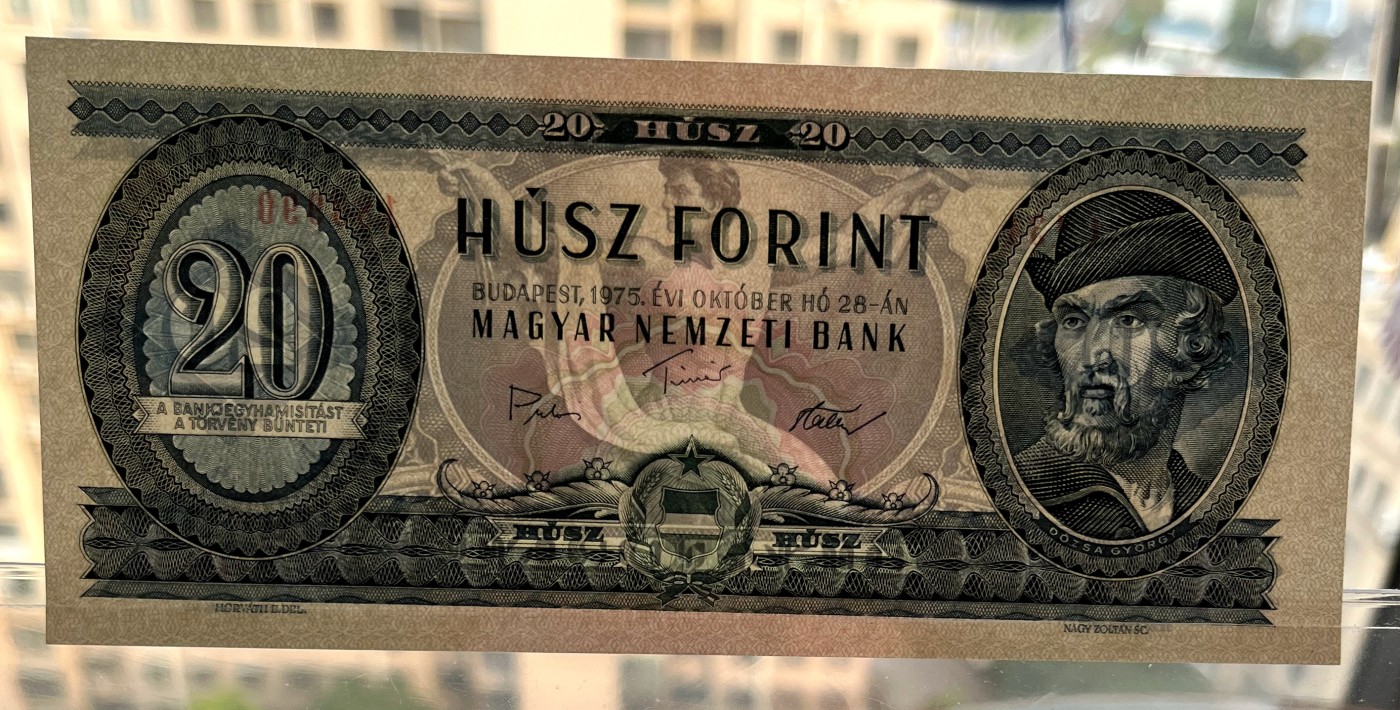 20 HÚSZ 20
HÚSZ FORINT
BUDAPEST, 1975. ÉVI OKTÓBER HÓ 28-ÁN
MAGYAR NEMZETI BANK
20
A BANKJEGYHAMISÍTÁST
A TÖRVÉNY BÜNTETI
HÚSZ HÚSZ
DÓZSA GYÖRGY
HORVÁTH E. DEL.
NAGY ZOLTÁN SC.